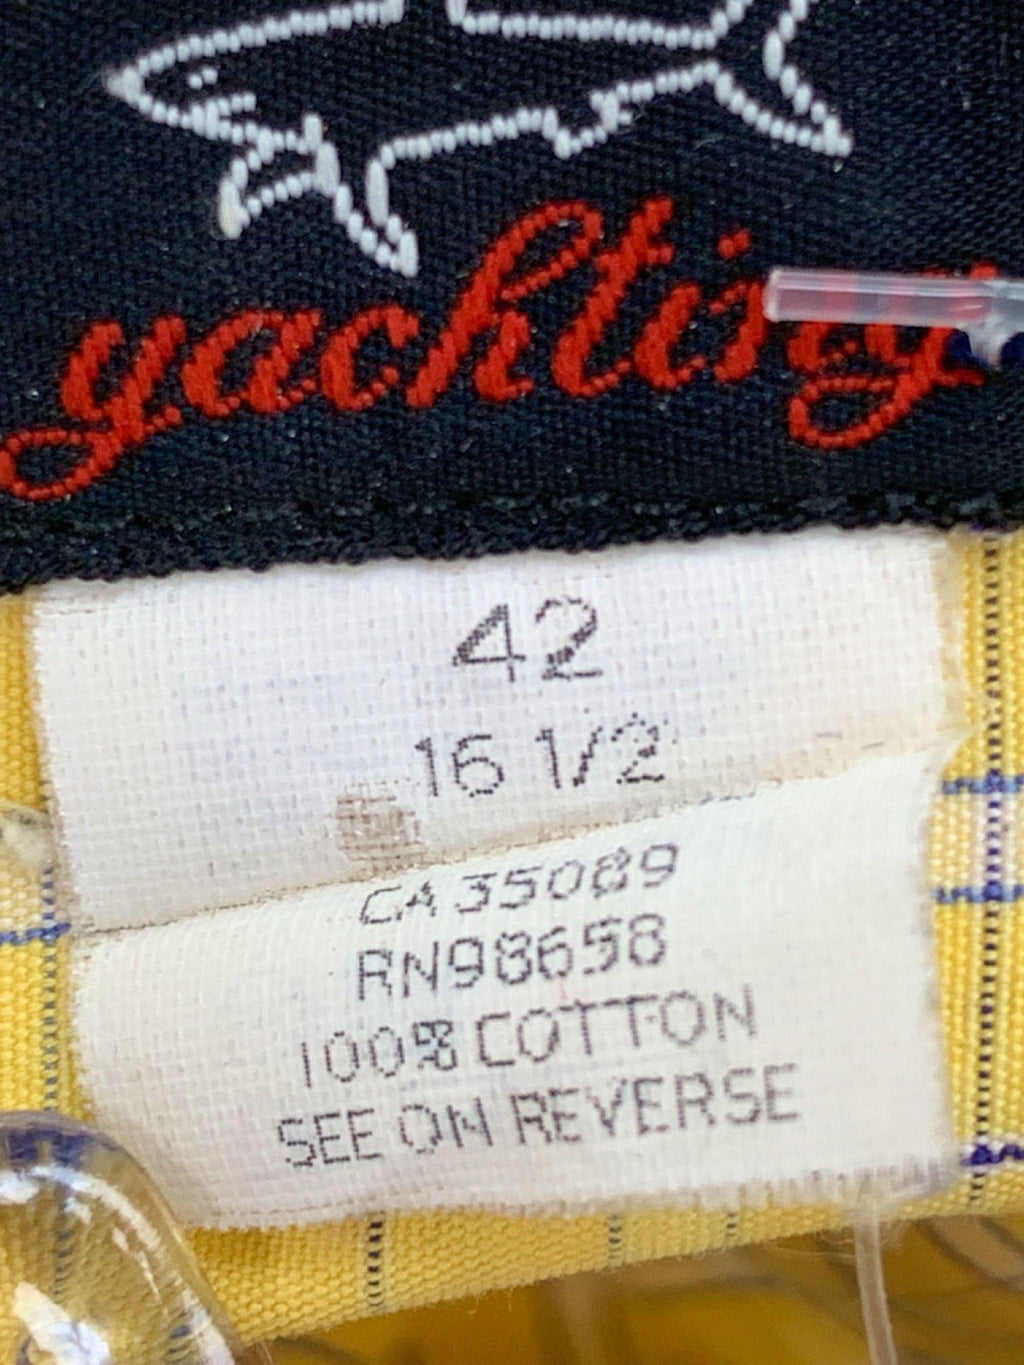 yachting
42
16 1/2
CA 35089
RN98658
100% COTTON
SEE ON REVERSE